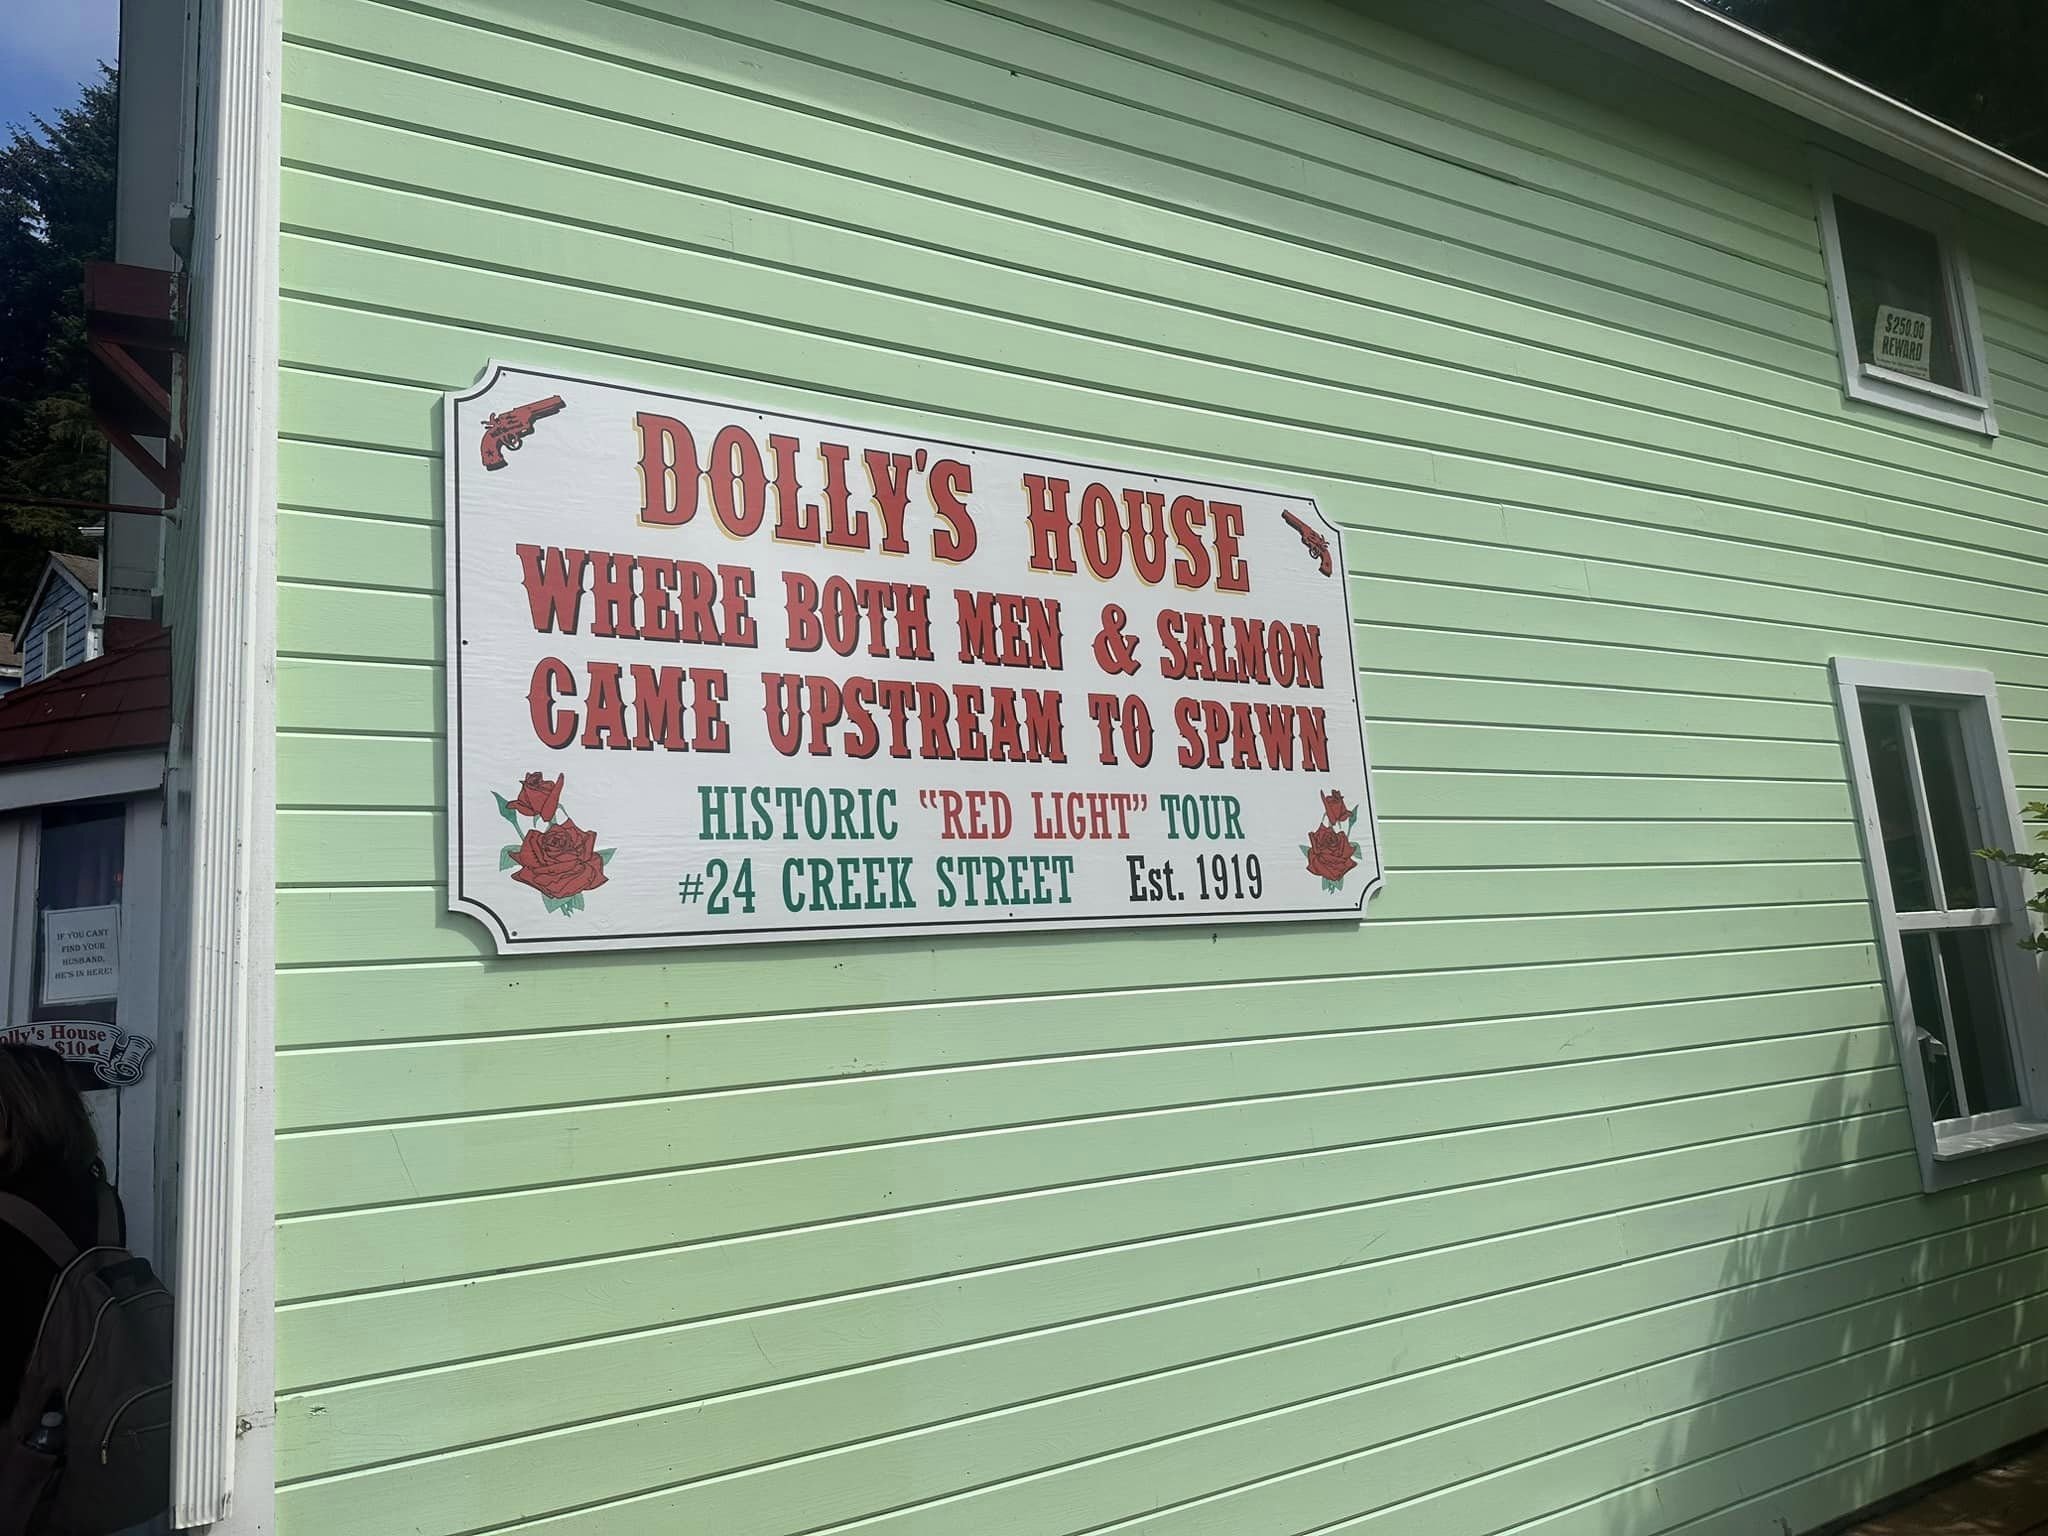 $250.00
REWARD
DOLLY'S HOUSE
WHERE BOTH MEN & SALMON
CAME UPSTREAM TO SPAWN
HISTORIC “RED LIGHT” TOUR
#24 CREEK STREET Est. 1919
IF YOU CANT
FIND YOUR
HUSBAND,
HE'S IN HERE!
olly's House
$10